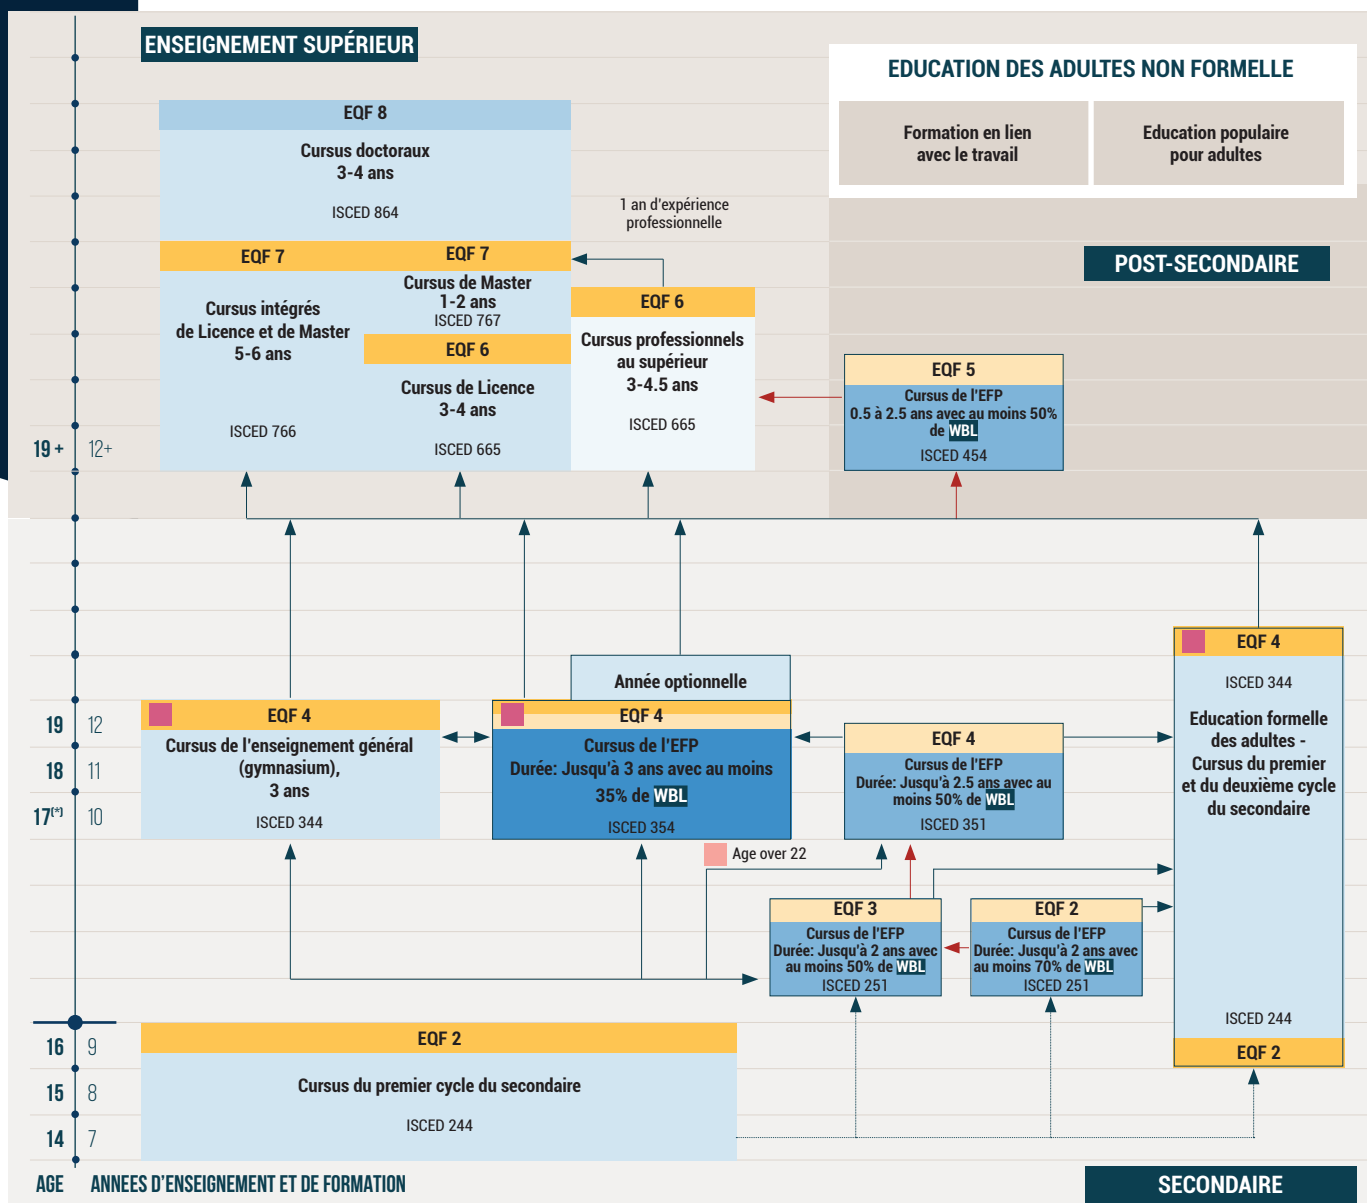 ENSEIGNEMENT SUPÉRIEUR
EDUCATION DES ADULTES NON FORMELLE
Formation en lien
avec le travail
Education populaire
pour adultes
EQF 8
Cursus doctoraux
3-4 ans
ISCED 864
1 an d'expérience
professionnelle
POST-SECONDAIRE
EQF 7
Cursus intégrés
de Licence et de Master
5-6 ans
ISCED 766
EQF 7
Cursus de Master
1-2 ans
ISCED 767
EQF 6
Cursus de Licence
3-4 ans
ISCED 665
EQF 6
Cursus professionnels
au supérieur
3-4.5 ans
ISCED 665
EQF 5
Cursus de l'EFP
0.5 à 2.5 ans avec au moins 50%
de WBL
ISCED 454
19 + 12+
Année optionnelle
EQF 4
Cursus de l'enseignement général
(gymnasium),
3 ans
ISCED 344
EQF 4
Cursus de l'EFP
Durée: Jusqu'à 3 ans avec au moins
35% de WBL
ISCED 354
EQF 4
Cursus de l'EFP
Durée: Jusqu'à 2.5 ans avec au
moins 50% de WBL
ISCED 351
EQF 4
ISCED 344
Education formelle
des adultes -
Cursus du premier
et du deuxième cycle
du secondaire
ISCED 244
EQF 2
19 12
18 11
17(*) 10
Age over 22
EQF 3
Cursus de l'EFP
Durée: Jusqu'à 2 ans avec
au moins 50% de WBL
ISCED 251
EQF 2
Cursus de l'EFP
Durée: Jusqu'à 2 ans avec
au moins 70% de WBL
ISCED 251
EQF 2
Cursus du premier cycle du secondaire
ISCED 244
16 9
15 8
14 7
AGE ANNEES D'ENSEIGNEMENT ET DE FORMATION
SECONDAIRE